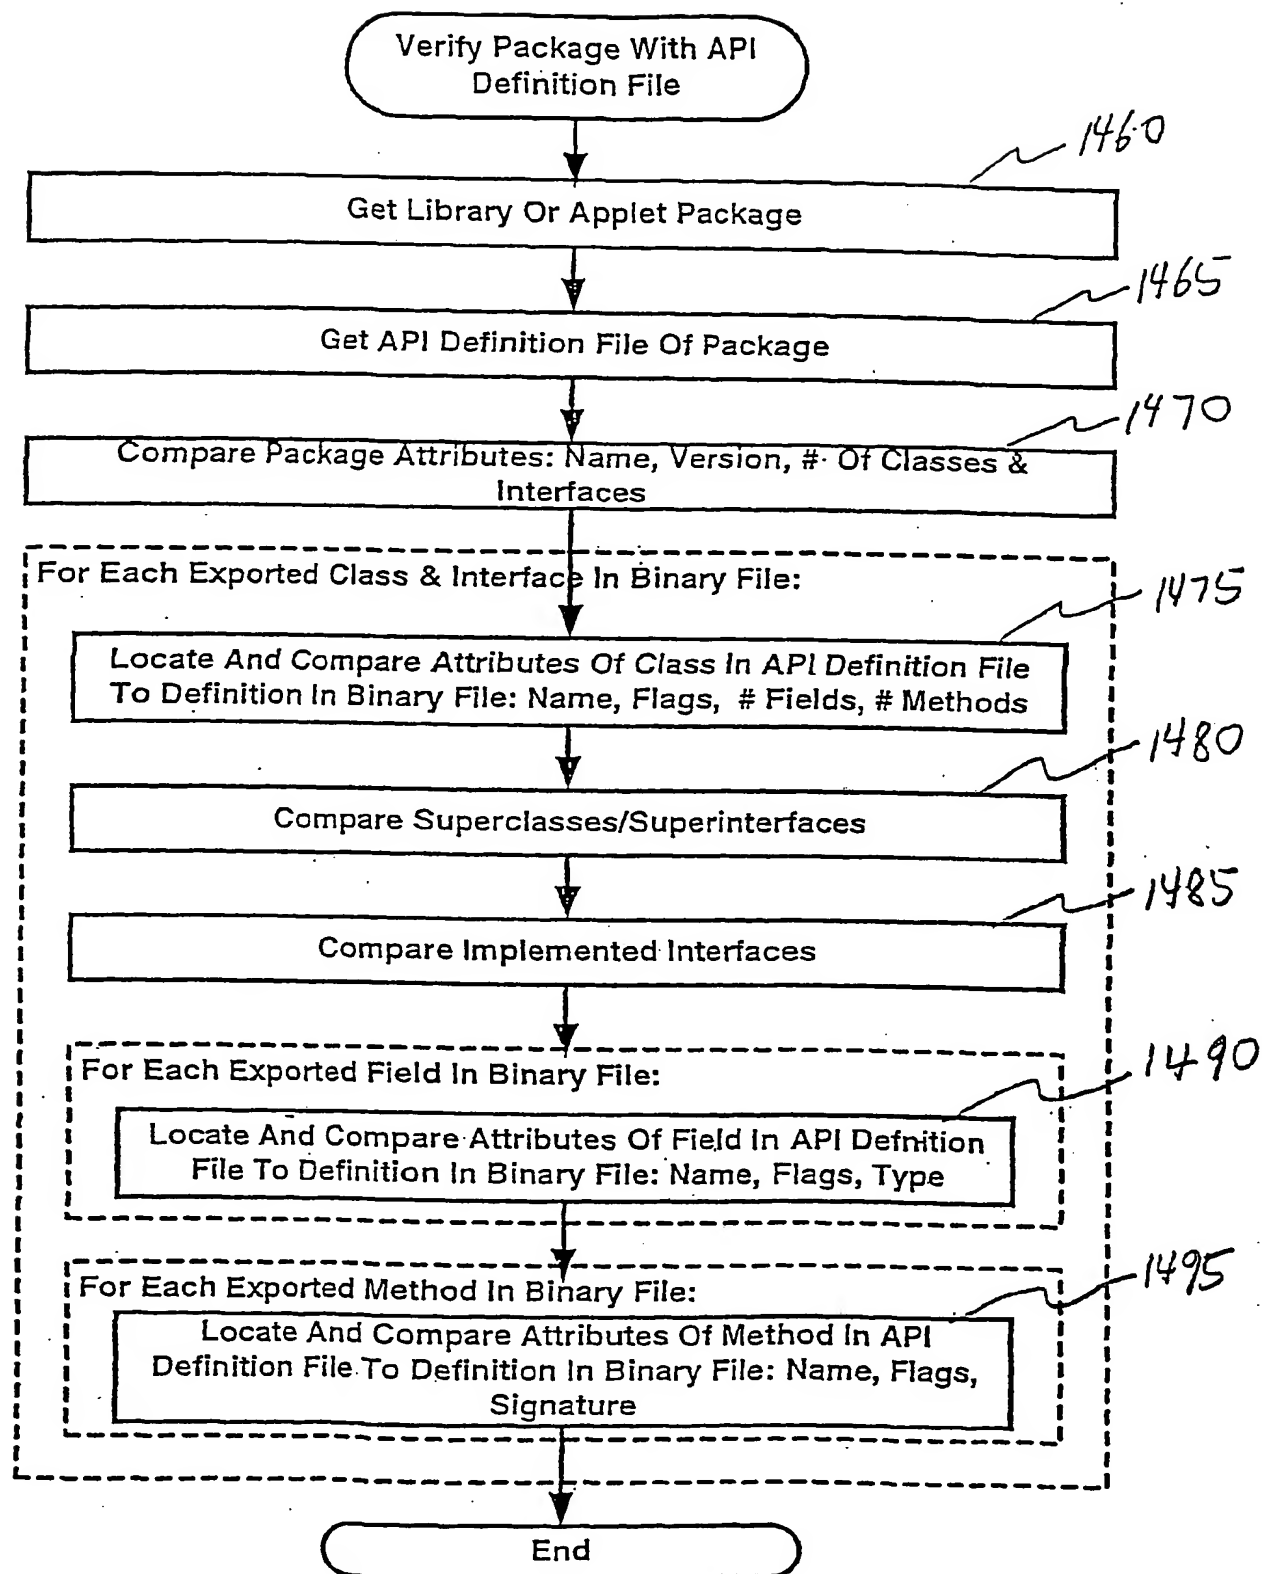 Verify Package With API
Definition File
1460
Get Library Or Applet Package
1465
Get API Definition File Of Package
1470
Compare Package Attributes: Name, Version, # Of Classes &
Interfaces
For Each Exported Class & Interface In Binary File:
1475
Locate And Compare Attributes Of Class In API Definition File
To Definition In Binary File: Name, Flags, # Fields, # Methods
1480
Compare Superclasses/Superinterfaces
1485
Compare Implemented Interfaces
For Each Exported Field In Binary File:
1490
Locate And Compare Attributes Of Field In API Defnition
File To Definition In Binary File: Name, Flags, Type
For Each Exported Method In Binary File:
1495
Locate And Compare Attributes Of Method In API
Definition File To Definition In Binary File: Name, Flags,
Signature
End